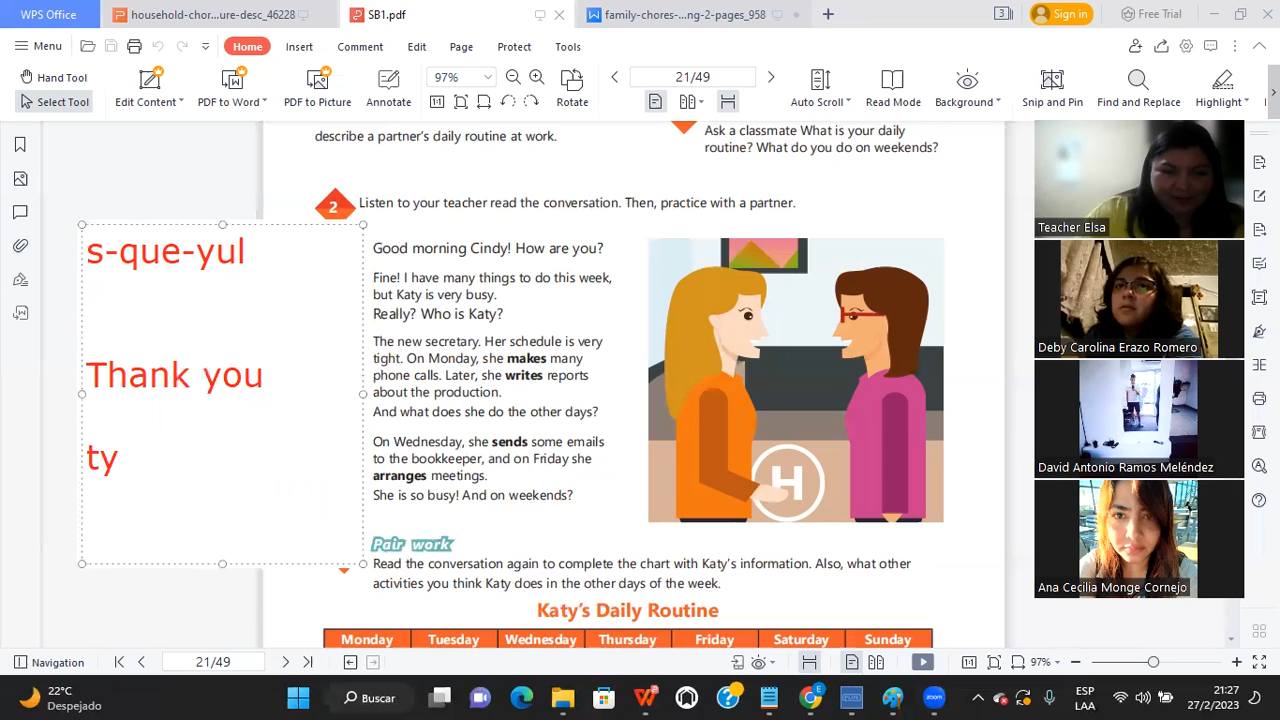 WPS Office
household-chor...ure-desc_46228
SB1.pdf
family-chores-...ng-2-pages_958
3
Sign in
Free Trial
Menu
Home
Insert
Comment
Edit
Page
Protect
Tools
Hand Tool
Select Tool
Edit Content
PDF to Word
PDF to Picture
Annotate
97%
Rotate
21/49
Auto Scroll
Read Mode
Background
Snip and Pin
Find and Replace
Highlight
describe a partner's daily routine at work.
Ask a classmate What is your daily
routine? What do you do on weekends?
2
Listen to your teacher read the conversation. Then, practice with a partner.
s-que-yul
Thank you
ty
Good morning Cindy! How are you?
Fine! I have many things to do this week,
but Katy is very busy.
Really? Who is Katy?
The new secretary. Her schedule is very
tight. On Monday, she makes many
phone calls. Later, she writes reports
about the production.
And what does she do the other days?
On Wednesday, she sends some emails
to the bookkeeper, and on Friday she
arranges meetings.
She is so busy! And on weekends?
H
Pair work
Read the conversation again to complete the chart with Katy's information. Also, what other
activities you think Katy does in the other days of the week.
Katy's Daily Routine
Monday Tuesday Wednesday Thursday Friday Saturday Sunday
Teacher Elsa
Deby Carolina Erazo Romero
David Antonio Ramos Meléndez
Ana Cecilia Monge Cornejo
Navigation
21/49
97%
22°C
Despejado
Buscar
zoom
ESP
LAA
21:27
27/2/2023